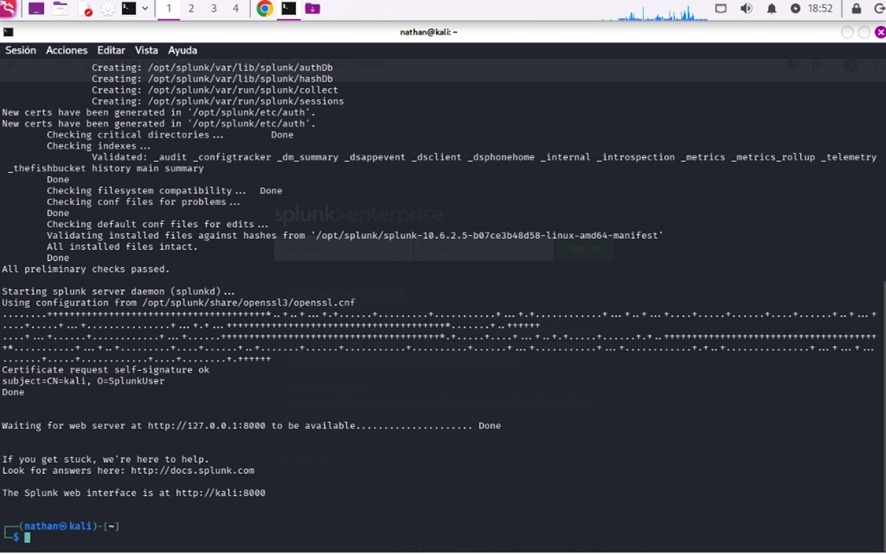 1 2 3 4 18:52
nathan@kali: ~
Sesión Acciones Editar Vista Ayuda
Creating: /opt/splunk/var/lib/splunk/authDb
Creating: /opt/splunk/var/lib/splunk/hashDb
Creating: /opt/splunk/var/run/splunk/collect
Creating: /opt/splunk/var/run/splunk/sessions
New certs have been generated in '/opt/splunk/etc/auth'.
New certs have been generated in '/opt/splunk/etc/auth'.
Checking critical directories... Done
Checking indexes...
Validated: _audit _configtracker _dm_summary _dsappevent _dsclient _dsphonehome _internal _introspection _metrics _metrics_rollup _telemetry
_thefishbucket history main summary
Done
Checking filesystem compatibility... Done
Checking conf files for problems...
Done
splunk>enterprise
Checking default conf files for edits...
Validating installed files against hashes from '/opt/splunk/splunk-10.6.2.5-b07ce3b48d58-linux-amd64-manifest'
All installed files intact.
Done
All preliminary checks passed.
Starting splunk server daemon (splunkd)...
Using configuration from /opt/splunk/share/openssl3/openssl.cnf
Certificate request self-signature ok
subject=CN=kali, O=SplunkUser
Done
Waiting for web server at http://127.0.0.1:8000 to be available..................... Done
If you get stuck, we're here to help.
Look for answers here: http://docs.splunk.com
The Splunk web interface is at http://kali:8000
┌──(nathan㉿kali)-[~]
└─$